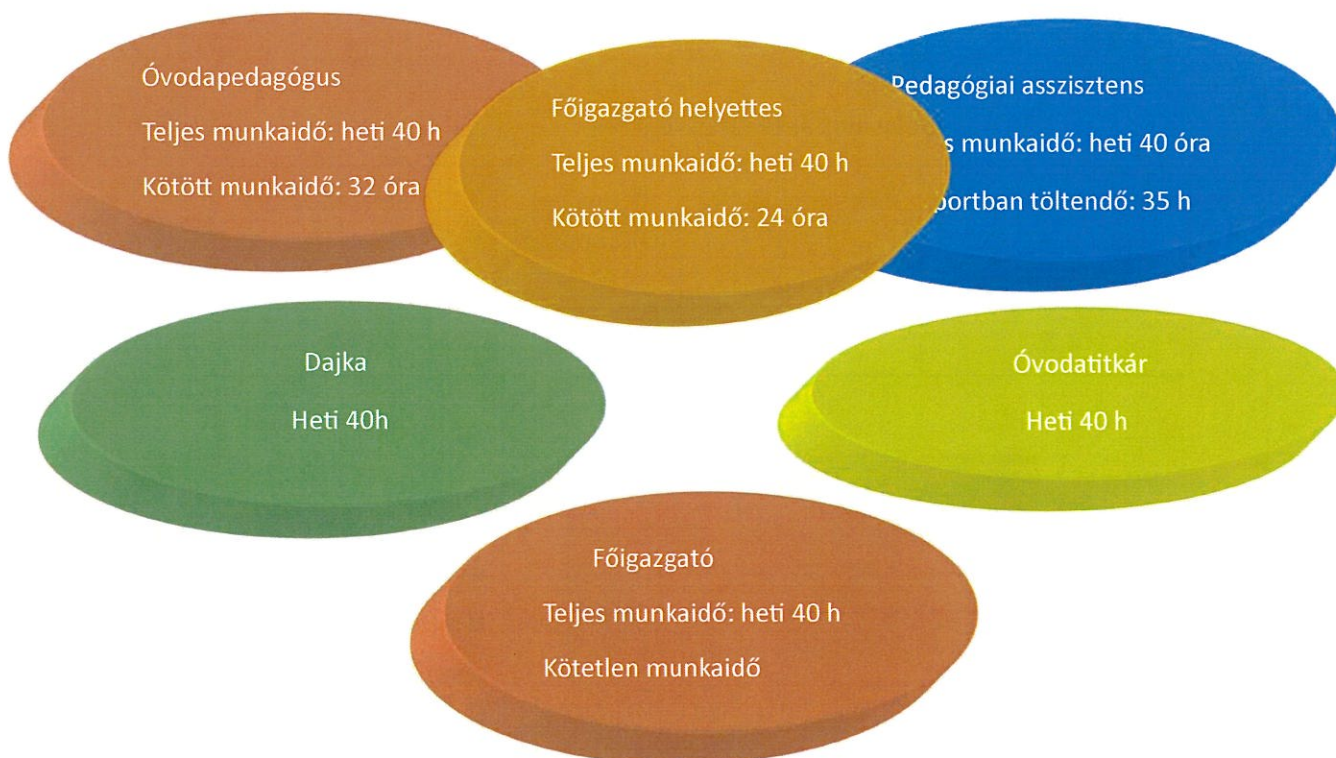 Óvodapedagógus
Teljes munkaidő: heti 40 h
Kötött munkaidő: 32 óra
Főigazgató helyettes
Teljes munkaidő: heti 40 h
Kötött munkaidő: 24 óra
Pedagógiai asszisztens
munkaidő: heti 40 óra
töltendő: 35 h
Dajka
Heti 40h
Óvodatitkár
Heti 40 h
Főigazgató
Teljes munkaidő: heti 40 h
Kötetlen munkaidő